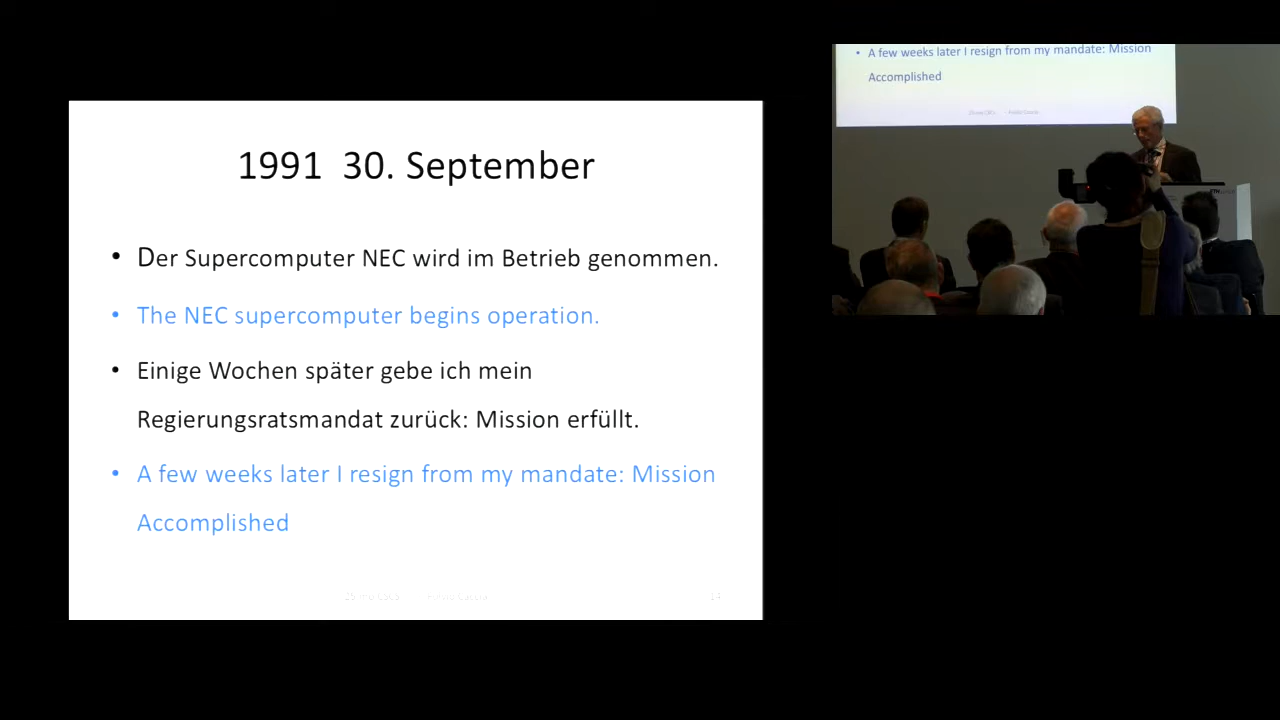 1991 30. September
• Der Supercomputer NEC wird im Betrieb genommen.
• The NEC supercomputer begins operation.
• Einige Wochen später gebe ich mein
Regierungsratsmandat zurück: Mission erfüllt.
• A few weeks later I resign from my mandate: Mission
Accomplished
14
• A few weeks later I resign from my mandate: Mission
Accomplished